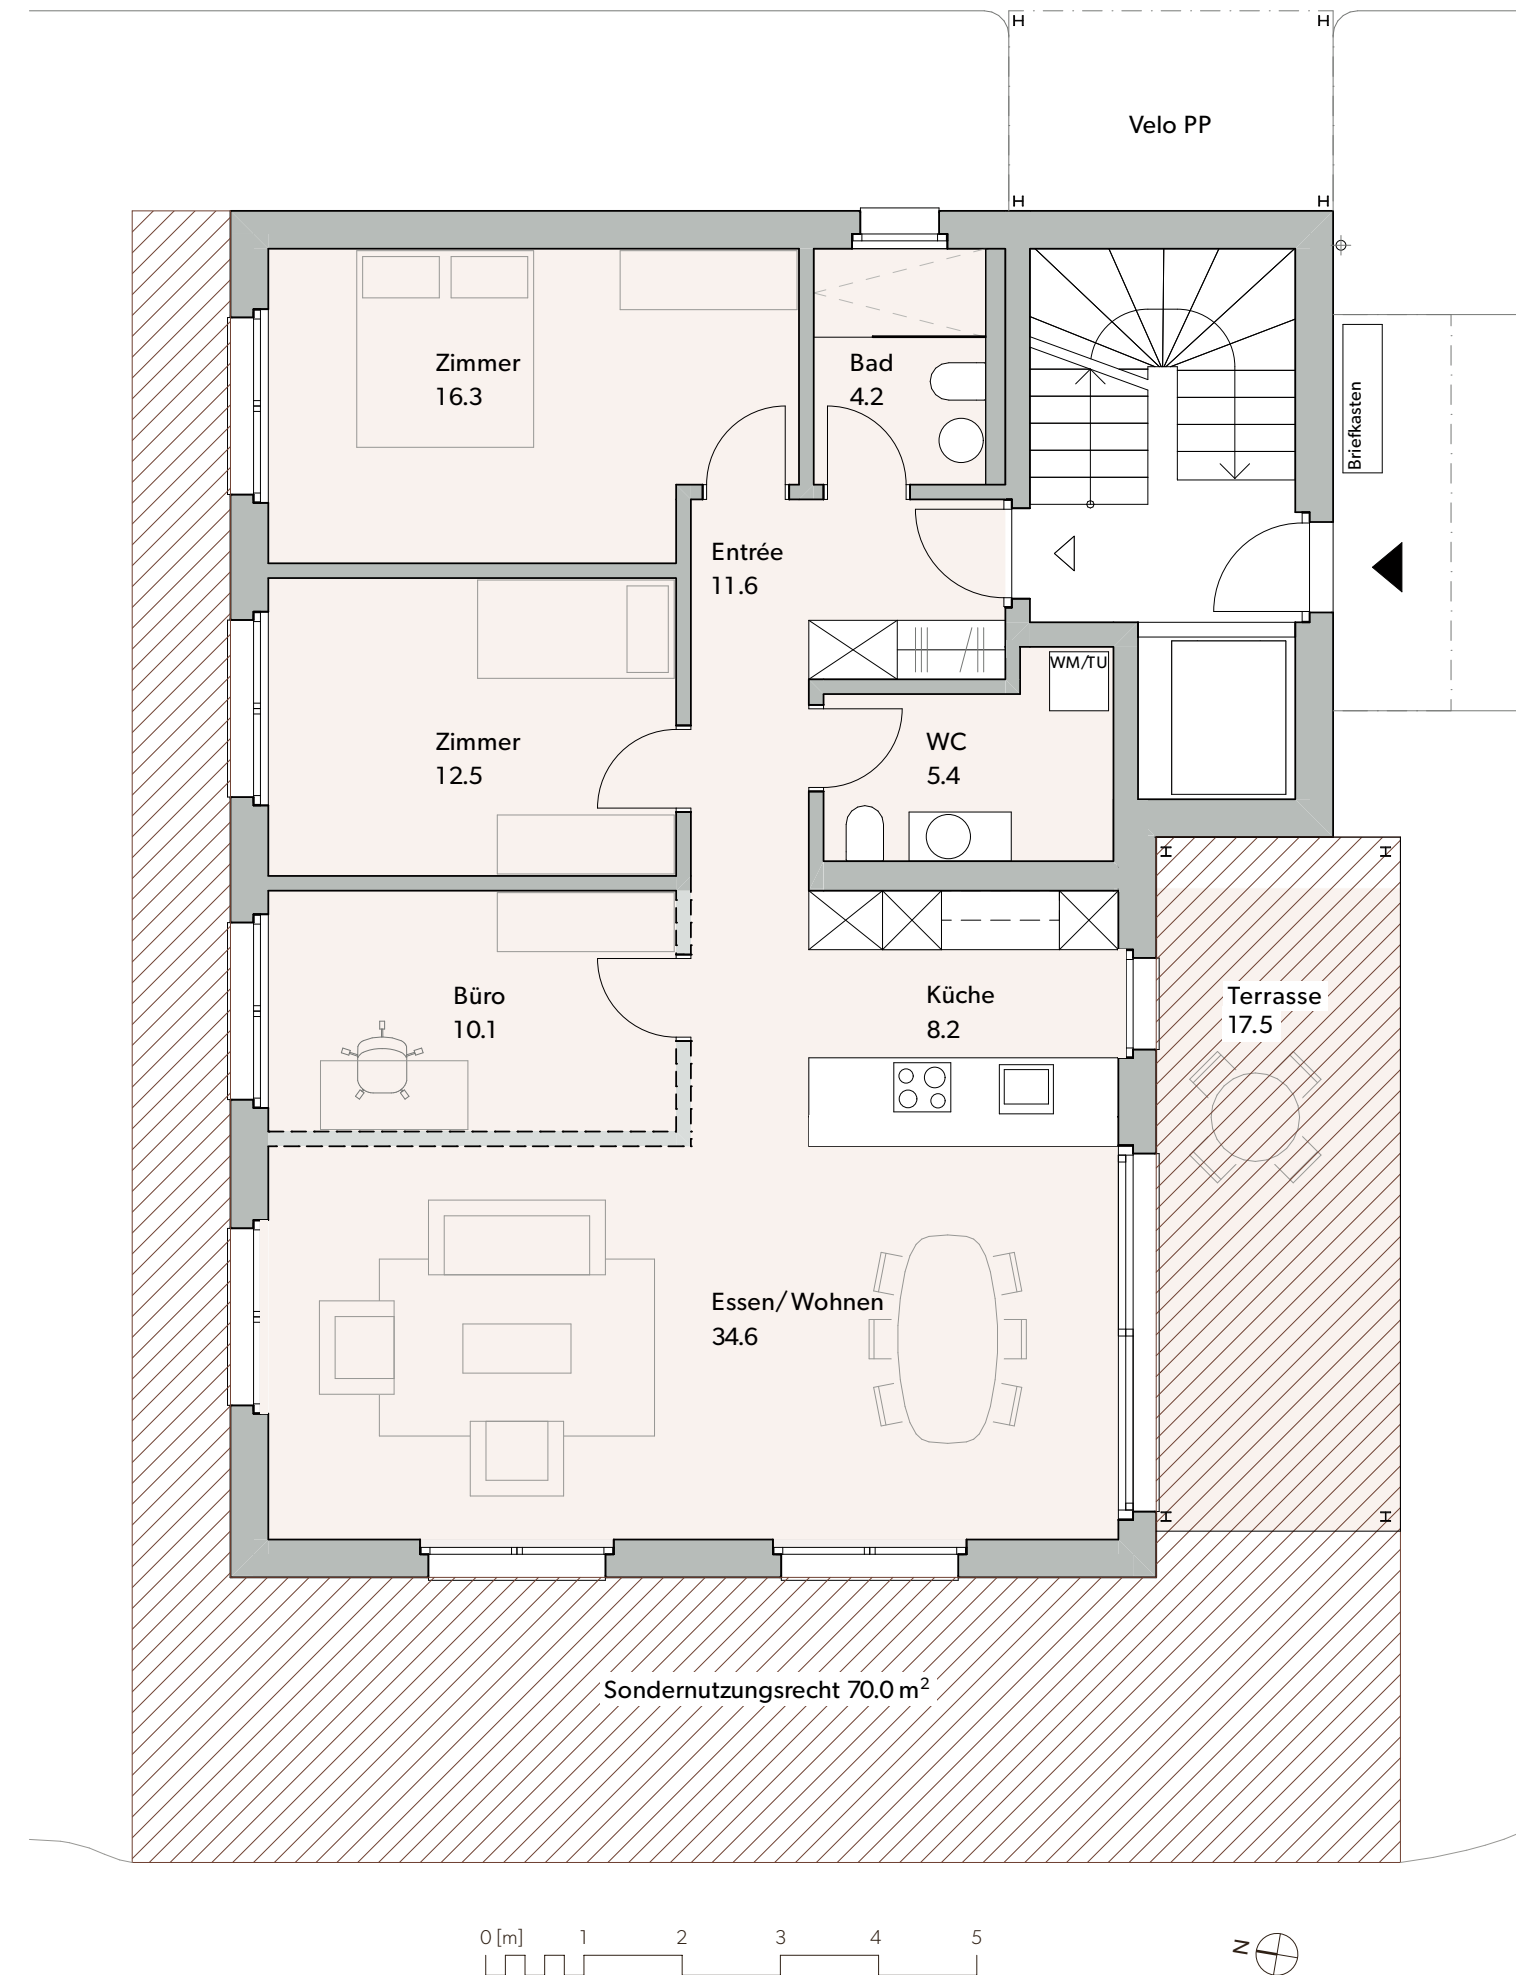 Velo PP
Zimmer
16.3
Bad
4.2
Briefkasten
Entrée
11.6
WM/TU
Zimmer
12.5
WC
5.4
Büro
10.1
Küche
8.2
Terrasse
17.5
Essen/Wohnen
34.6
Sondernutzungsrecht 70.0 m²
0 [m] 1 2 3 4 5
N